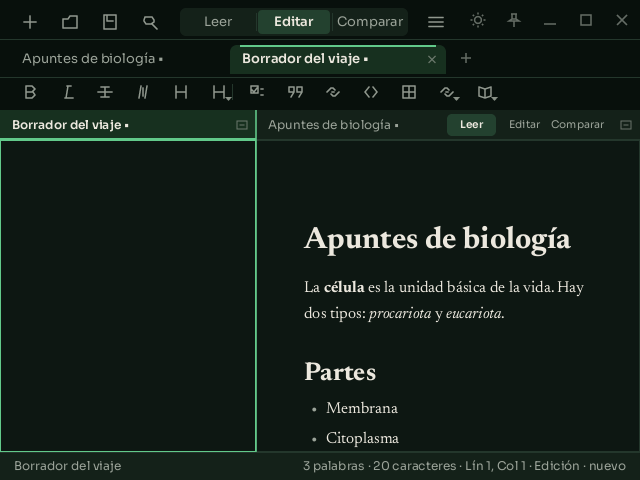 Leer Editar Comparar
Apuntes de biología •
Borrador del viaje •
Borrador del viaje •
Apuntes de biología •
Leer Editar Comparar
Apuntes de biología
La célula es la unidad básica de la vida. Hay
dos tipos: procariota y eucariota.
Partes
• Membrana
• Citoplasma
Borrador del viaje
3 palabras · 20 caracteres · Lín 1, Col 1 · Edición · nuevo